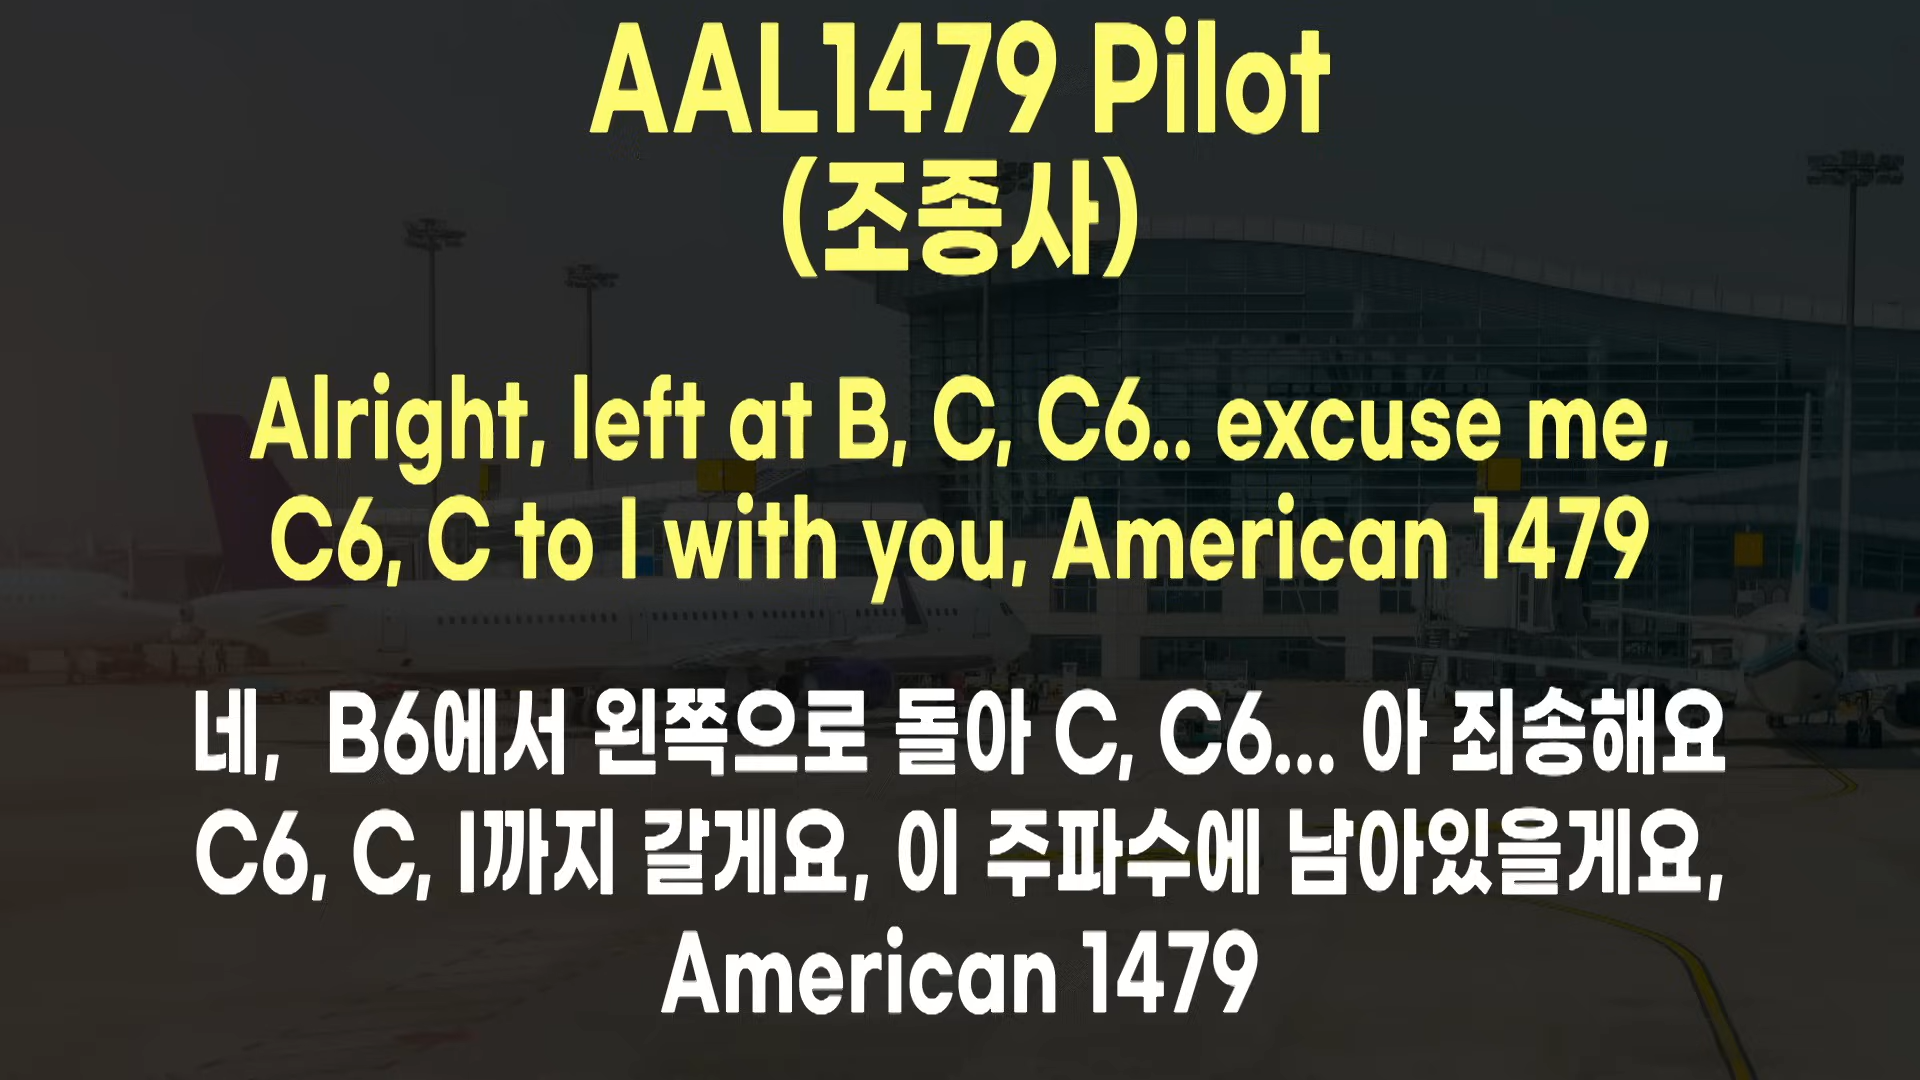 AAL1479 Pilot
(조종사)
Alright, left at B, C, C6.. excuse me,
C6, C to I with you, American 1479
네, B6에서 왼쪽으로 돌아 C, C6... 아 죄송해요
C6, C, I까지 갈게요, 이 주파수에 남아있을게요,
American 1479